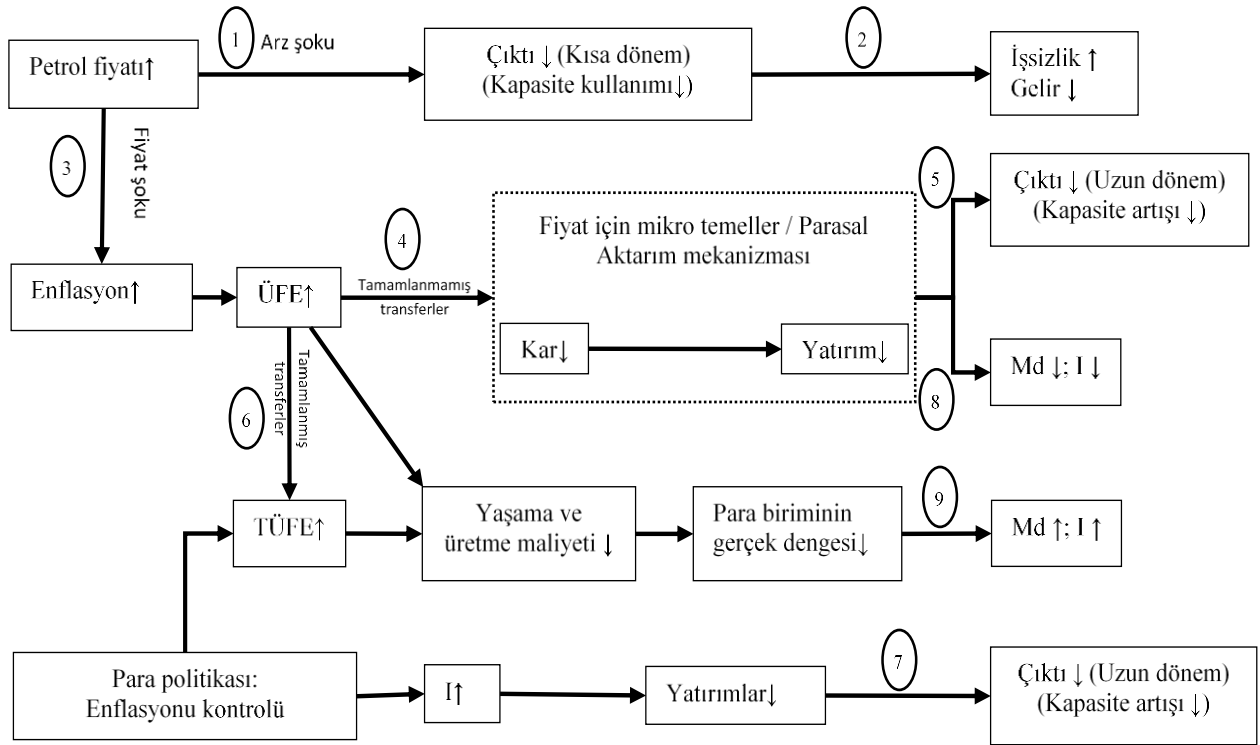 1
Arz şoku
2
Petrol fiyatı↑
Çıktı ↓ (Kısa dönem)
(Kapasite kullanımı↓)
İşsizlik ↑
Gelir ↓
3
Fiyat şoku
5
Çıktı ↓ (Uzun dönem)
(Kapasite artışı ↓)
4
Fiyat için mikro temeller / Parasal
Aktarım mekanizması
Enflasyon↑
ÜFE↑
Tamamlanmamış
transferler
Kar↓
Yatırım↓
Md ↓; I ↓
8
6
Tamamlanmış
transferler
TÜFE↑
Yaşama ve
üretme maliyeti ↓
Para biriminin
gerçek dengesi↓
9
Md ↑; I ↑
Para politikası:
Enflasyonu kontrolü
I↑
Yatırımlar↓
7
Çıktı ↓ (Uzun dönem)
(Kapasite artışı ↓)